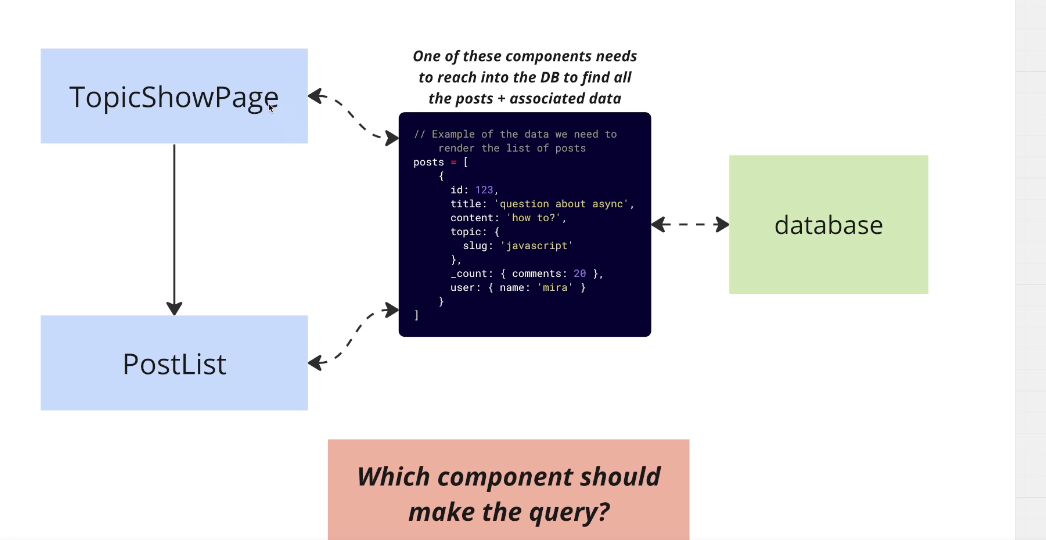 One of these components needs
to reach into the DB to find all
the posts + associated data
TopicShowPage
// Example of the data we need to
render the list of posts
posts = [
{
id: 123,
title: 'question about async',
content: 'how to?',
topic: {
slug: 'javascript'
},
_count: { comments: 20 },
user: { name: 'mira' }
}
]
database
PostList
Which component should
make the query?